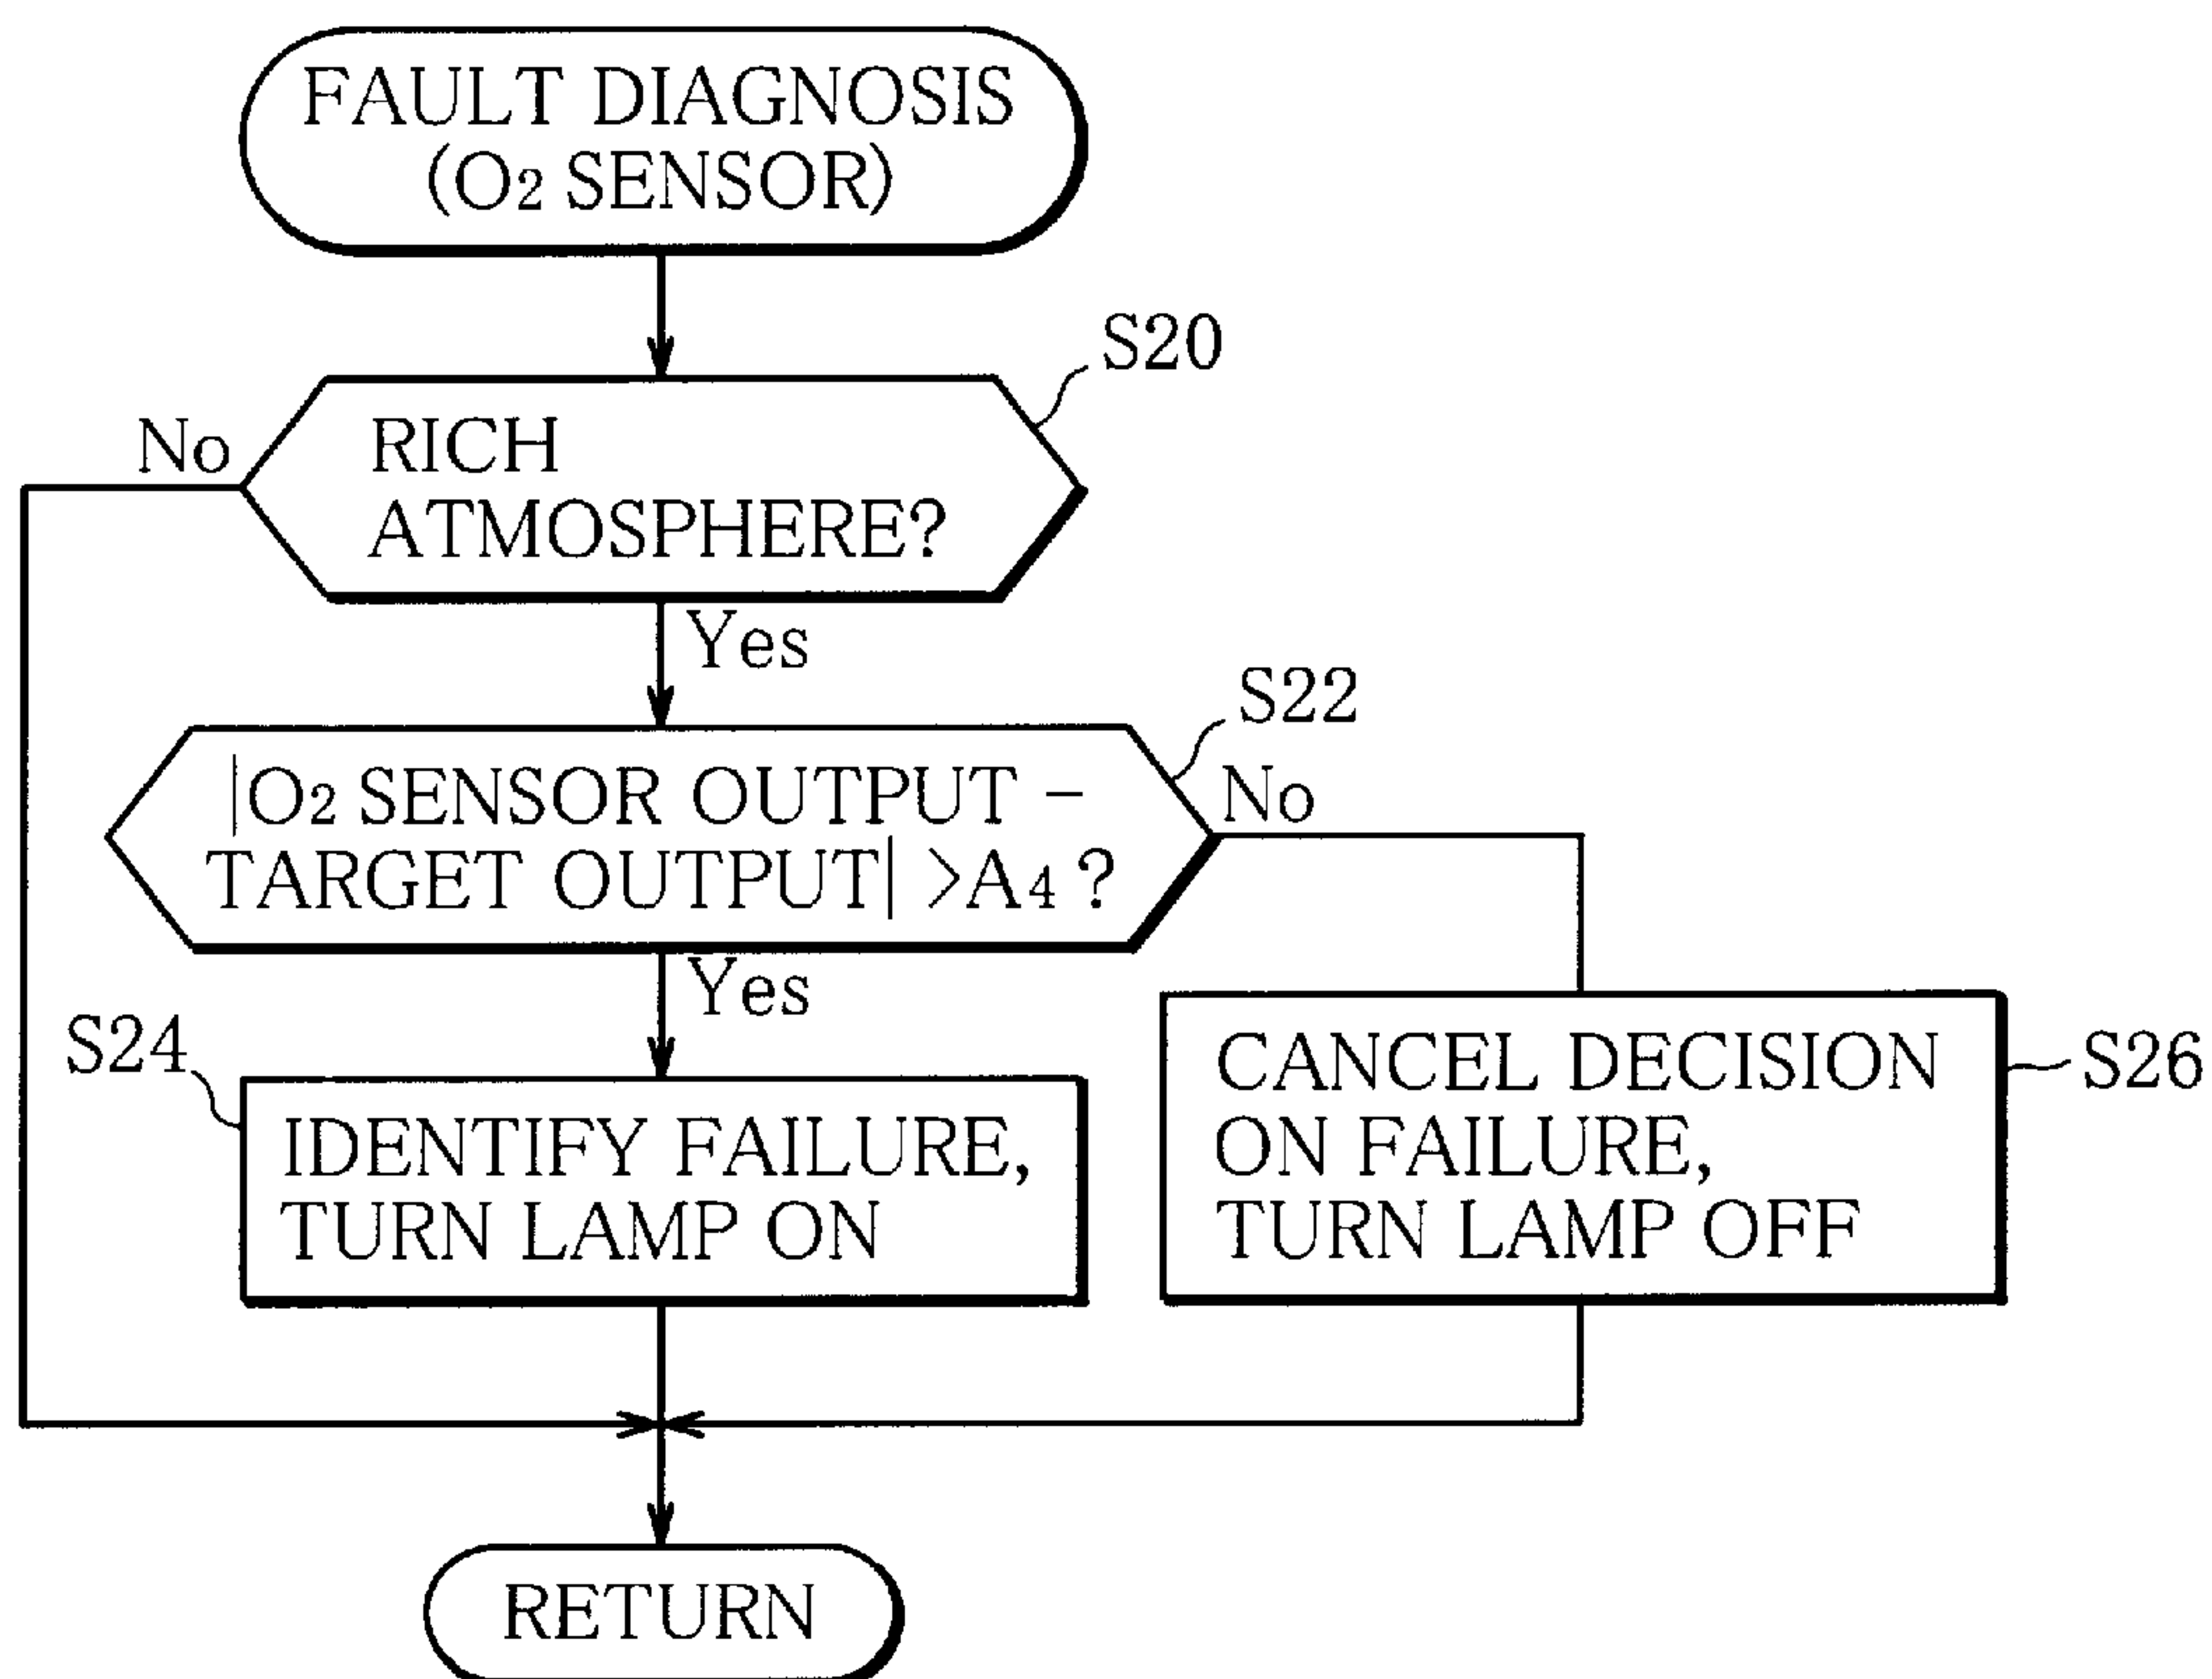 FAULT DIAGNOSIS
(O₂ SENSOR)
S20
No
RICH
ATMOSPHERE?
Yes
S22
|O₂ SENSOR OUTPUT –
TARGET OUTPUT| >A₄ ?
No
Yes
S24
IDENTIFY FAILURE,
TURN LAMP ON
CANCEL DECISION
ON FAILURE,
TURN LAMP OFF
S26
RETURN